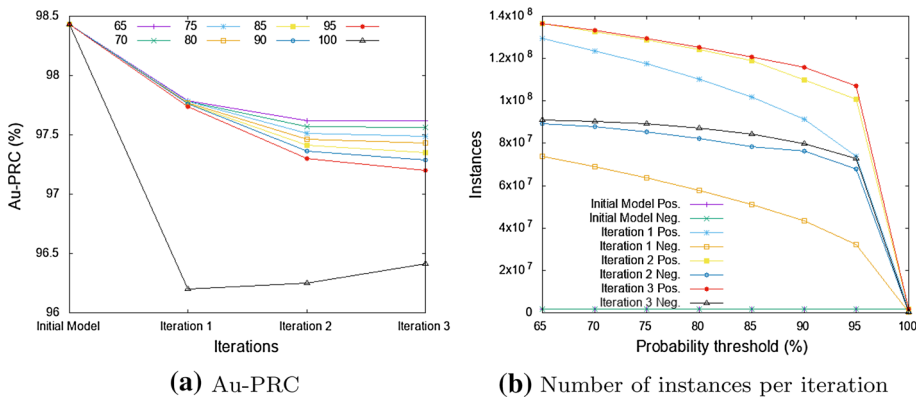 98.5
98
97.5
97
96.5
96
Au-PRC (%)
65 75 85 95
70 80 90 100
Initial Model Iteration 1 Iteration 2 Iteration 3
Iterations
(a) Au-PRC
1.4x10^8
1.2x10^8
1x10^8
8x10^7
6x10^7
4x10^7
2x10^7
0
Instances
Initial Model Pos.
Initial Model Neg.
Iteration 1 Pos.
Iteration 1 Neg.
Iteration 2 Pos.
Iteration 2 Neg.
Iteration 3 Pos.
Iteration 3 Neg.
65 70 75 80 85 90 95 100
Probability threshold (%)
(b) Number of instances per iteration